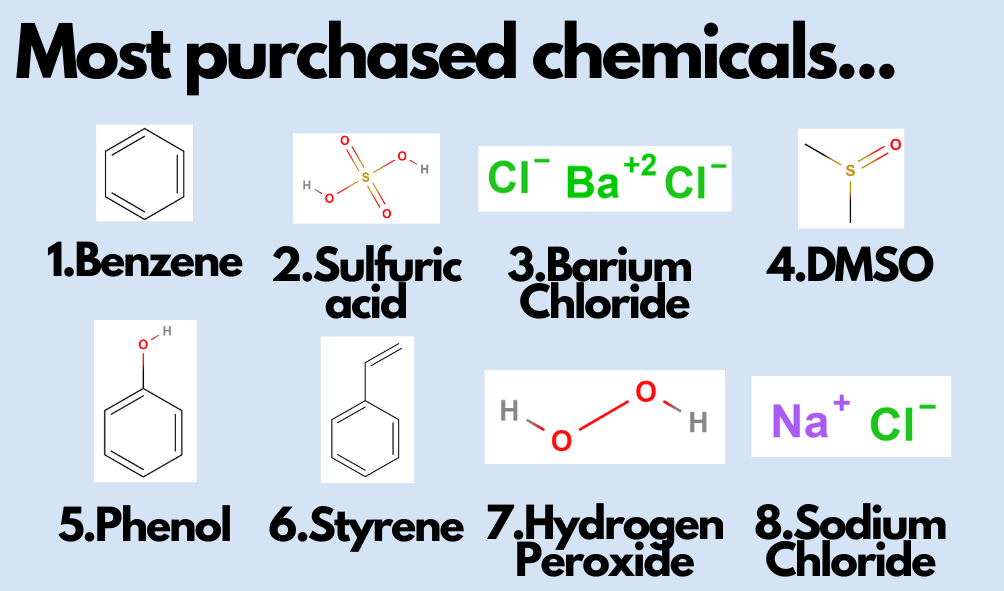 Most purchased chemicals...
O
O
H
S
H
O
O
Cl⁻ Ba⁺² Cl⁻
O
S
1.Benzene
2.Sulfuric
acid
3.Barium
Chloride
4.DMSO
H
O
H
O
O
H
Na⁺ Cl⁻
5.Phenol
6.Styrene
7.Hydrogen
Peroxide
8.Sodium
Chloride